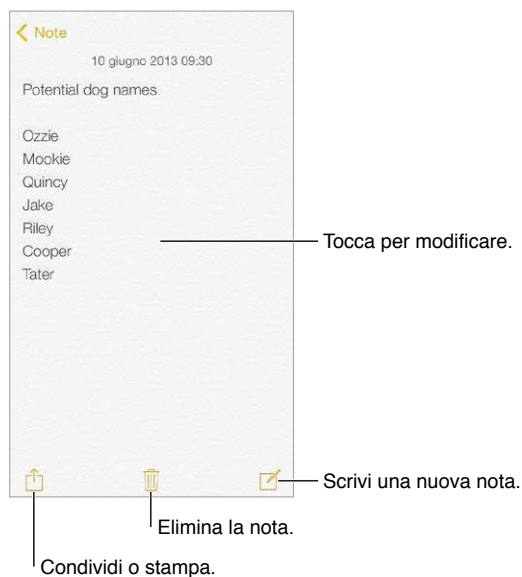 Note
10 giugno 2013 09:30
Potential dog names
Ozzie
Mookie
Quincy
Jake
Riley
Cooper
Tater
Tocca per modificare.
Scrivi una nuova nota.
Elimina la nota.
Condividi o stampa.